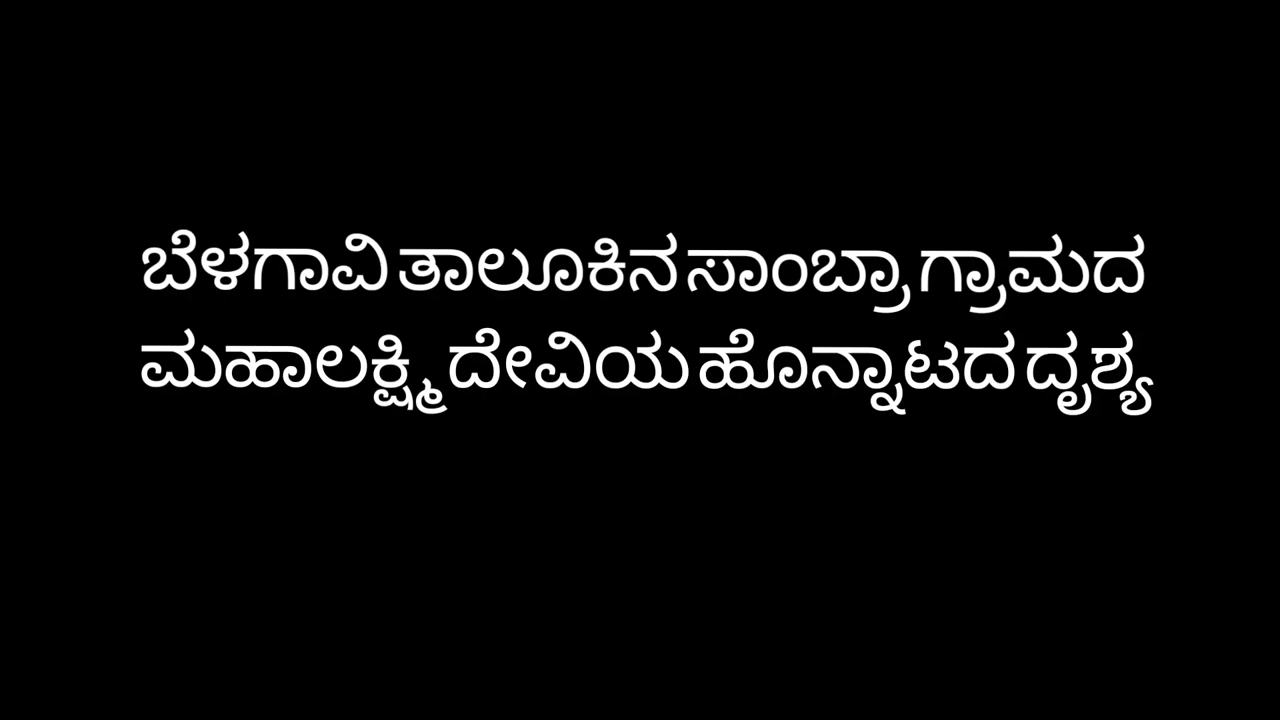 ಬೆಳಗಾವಿ ತಾಲೂಕಿನ ಸಾಂಬ್ರಾ ಗ್ರಾಮದ
ಮಹಾಲಕ್ಷ್ಮಿ ದೇವಿಯ ಹೊನ್ನಾಟದ ದೃಶ್ಯ